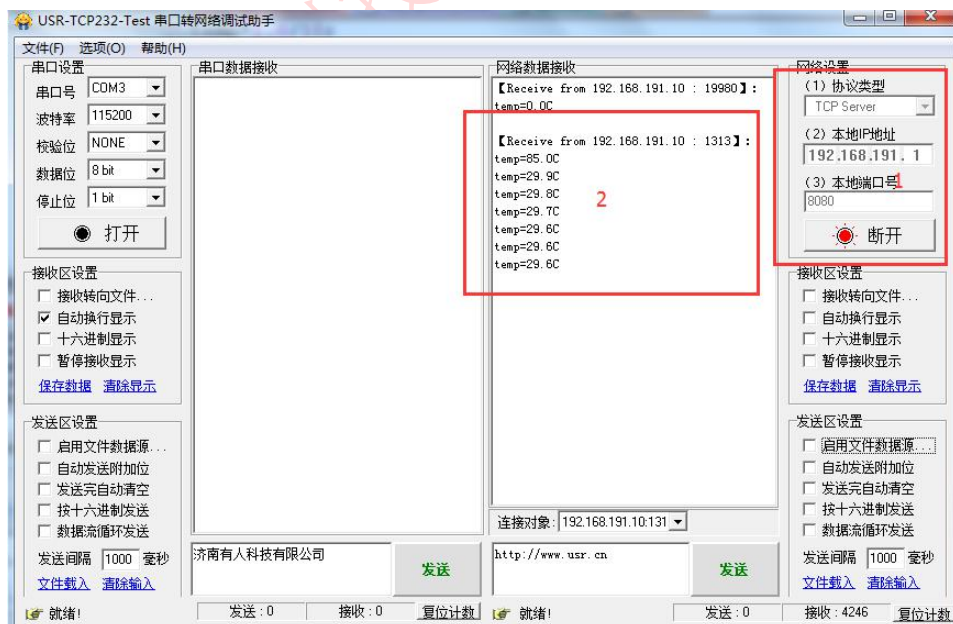 USR-TCP232-Test 串口转网络调试助手
文件(F) 选项(O) 帮助(H)
串口设置
串口号 COM3
波特率 115200
校验位 NONE
数据位 8 bit
停止位 1 bit
打开
接收区设置
接收转向文件...
自动换行显示
十六进制显示
暂停接收显示
保存数据 清除显示
发送区设置
启用文件数据源...
自动发送附加位
发送完自动清空
按十六进制发送
数据流循环发送
发送间隔 1000 毫秒
文件载入 清除输入
就绪!
串口数据接收
济南有人科技有限公司
发送
发送 : 0 接收 : 0 复位计数
网络数据接收
【Receive from 192.168.191.10 : 19980】:
temp=0.0C
【Receive from 192.168.191.10 : 1313】:
temp=85.0C
temp=29.9C
temp=29.8C
temp=29.7C
temp=29.6C
temp=29.6C
temp=29.6C
2
连接对象: 192.168.191.10:131
http://www.usr.cn
发送
就绪!
发送 : 0 接收 : 4246 复位计数
网络设置
(1) 协议类型
TCP Server
(2) 本地IP地址
192.168.191. 1
(3) 本地端口号
1
8080
断开
接收区设置
接收转向文件...
自动换行显示
十六进制显示
暂停接收显示
保存数据 清除显示
发送区设置
启用文件数据源...
自动发送附加位
发送完自动清空
按十六进制发送
数据流循环发送
发送间隔 1000 毫秒
文件载入 清除输入